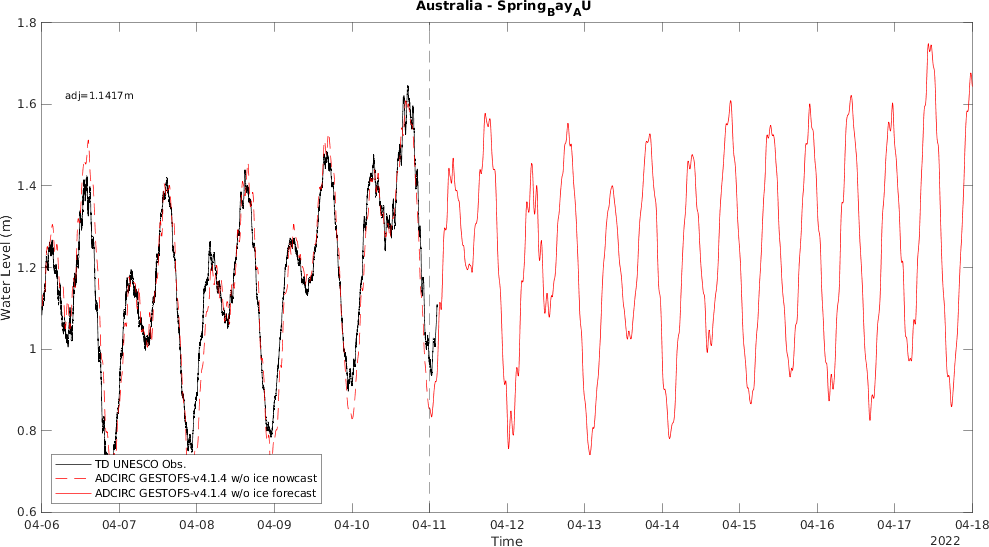 Australia - SpringBayAU
adj=1.1417m
Water Level (m)
1.8
1.6
1.4
1.2
1
0.8
0.6
TD UNESCO Obs.
ADCIRC GESTOFS-v4.1.4 w/o ice nowcast
ADCIRC GESTOFS-v4.1.4 w/o ice forecast
04-06 04-07 04-08 04-09 04-10 04-11 04-12 04-13 04-14 04-15 04-16 04-17 04-18
Time
2022